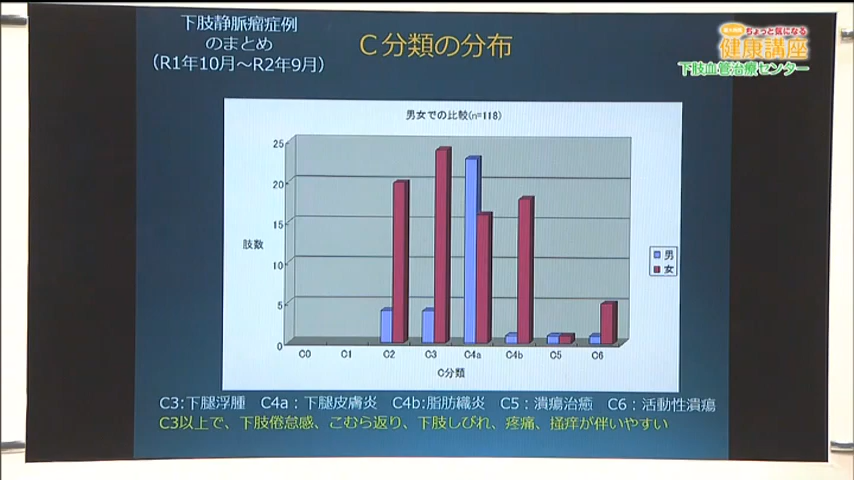 下肢静脈瘤症例
のまとめ
（R1年10月～R2年9月）
C分類の分布
ちょっと気になる
健康講座
下肢血管治療センター
男女での比較(n=118)
25
20
15
10
5
0
肢数
C0 C1 C2 C3 C4a C4b C5 C6
C分類
男
女
C3:下腿浮腫 C4a：下腿皮膚炎 C4b:脂肪織炎 C5：潰瘍治癒 C6：活動性潰瘍
C3以上で、下肢倦怠感、こむら返り、下肢しびれ、疼痛、掻痒が伴いやすい